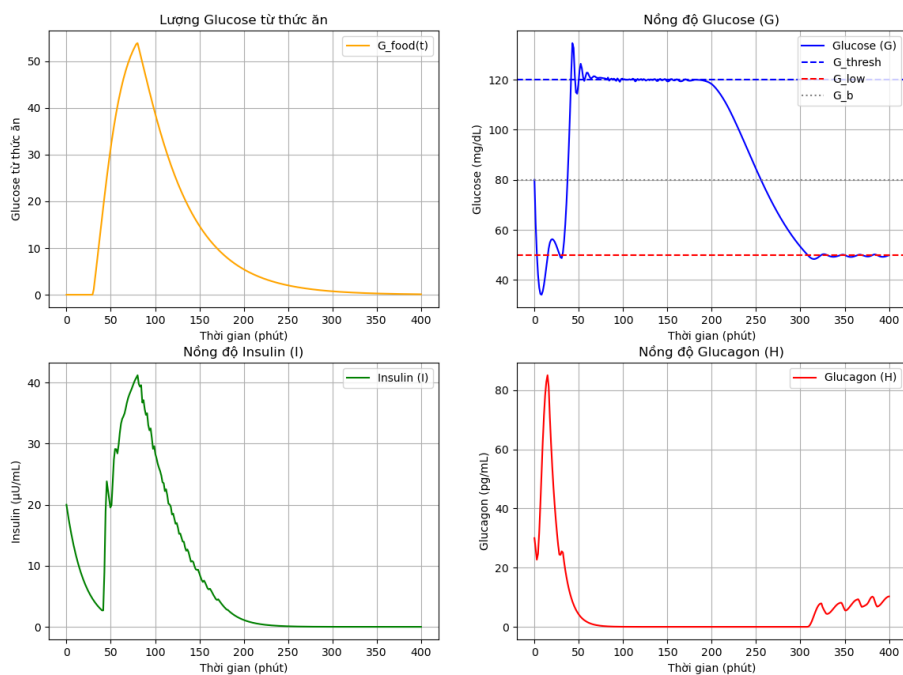 Lượng Glucose từ thức ăn
G_food(t)
Glucose từ thức ăn
50
40
30
20
10
0
0 50 100 150 200 250 300 350 400
Thời gian (phút)
Nồng độ Glucose (G)
Glucose (G)
G_thresh
G_low
G_b
Glucose (mg/dL)
120
100
80
60
40
0 50 100 150 200 250 300 350 400
Thời gian (phút)
Nồng độ Insulin (I)
Insulin (I)
Insulin (μU/mL)
40
30
20
10
0
0 50 100 150 200 250 300 350 400
Thời gian (phút)
Nồng độ Glucagon (H)
Glucagon (H)
Glucagon (pg/mL)
80
60
40
20
0
0 50 100 150 200 250 300 350 400
Thời gian (phút)